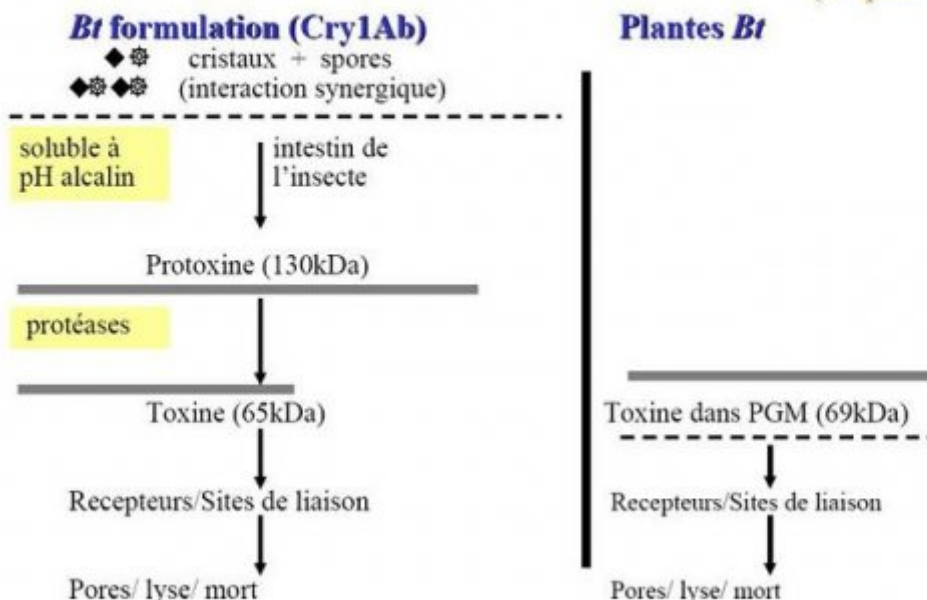 Bt formulation (Cry1Ab)
cristaux + spores
(interaction synergique)
soluble à
pH alcalin
intestin de
l'insecte
Protoxine (130kDa)
protéases
Toxine (65kDa)
Recepteurs/Sites de liaison
Pores/ lyse/ mort
Plantes Bt
Toxine dans PGM (69kDa)
Recepteurs/Sites de liaison
Pores/ lyse/ mort